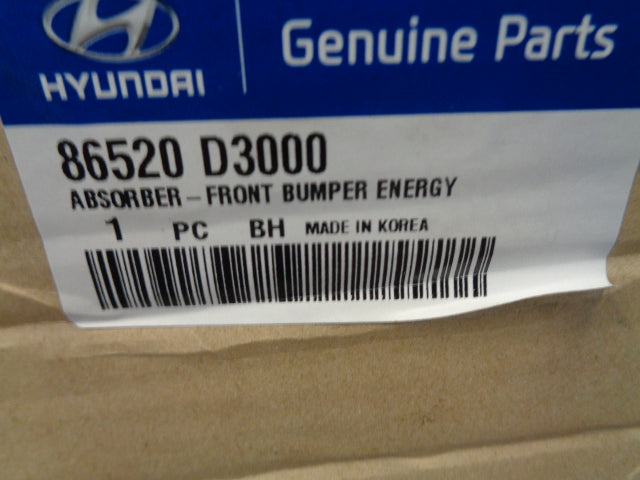 HYUNDAI
Genuine Parts
86520 D3000
ABSORBER-FRONT BUMPER ENERGY
1 PC BH MADE IN KOREA